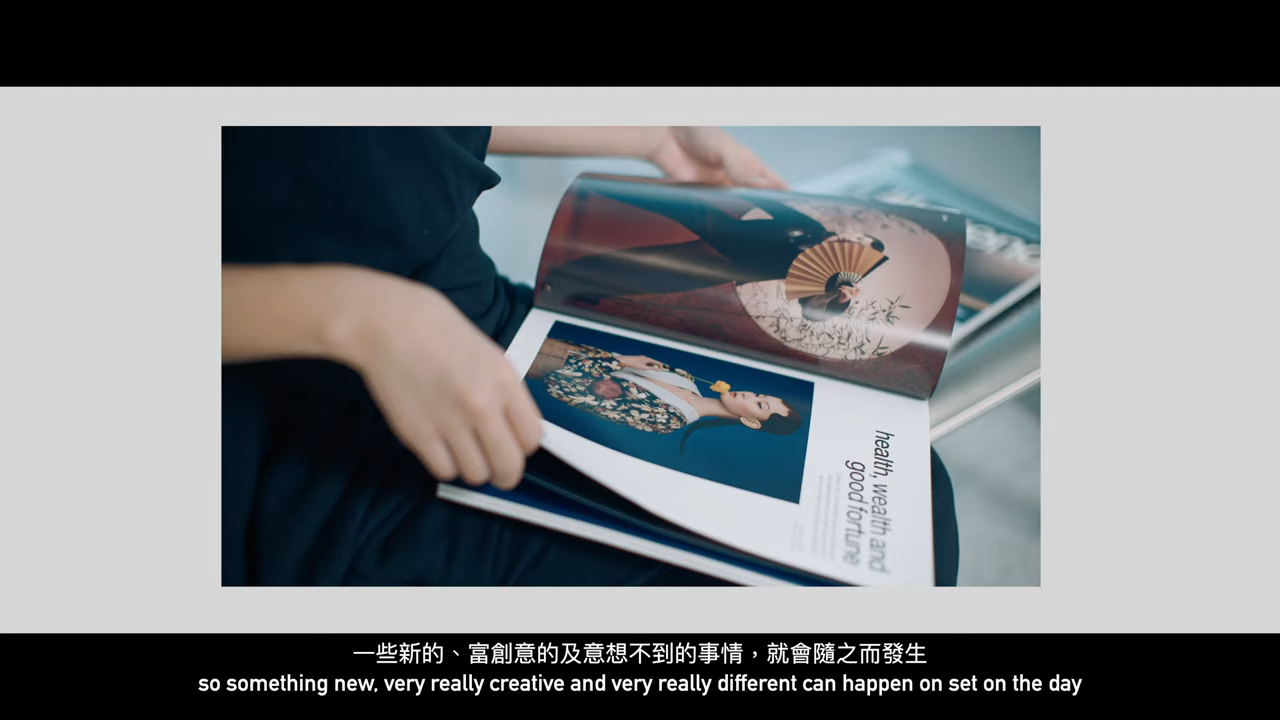 health, wealth and
good fortune
一些新的、富創意的及意想不到的事情，就會隨之而發生
so something new, very really creative and very really different can happen on set on the day